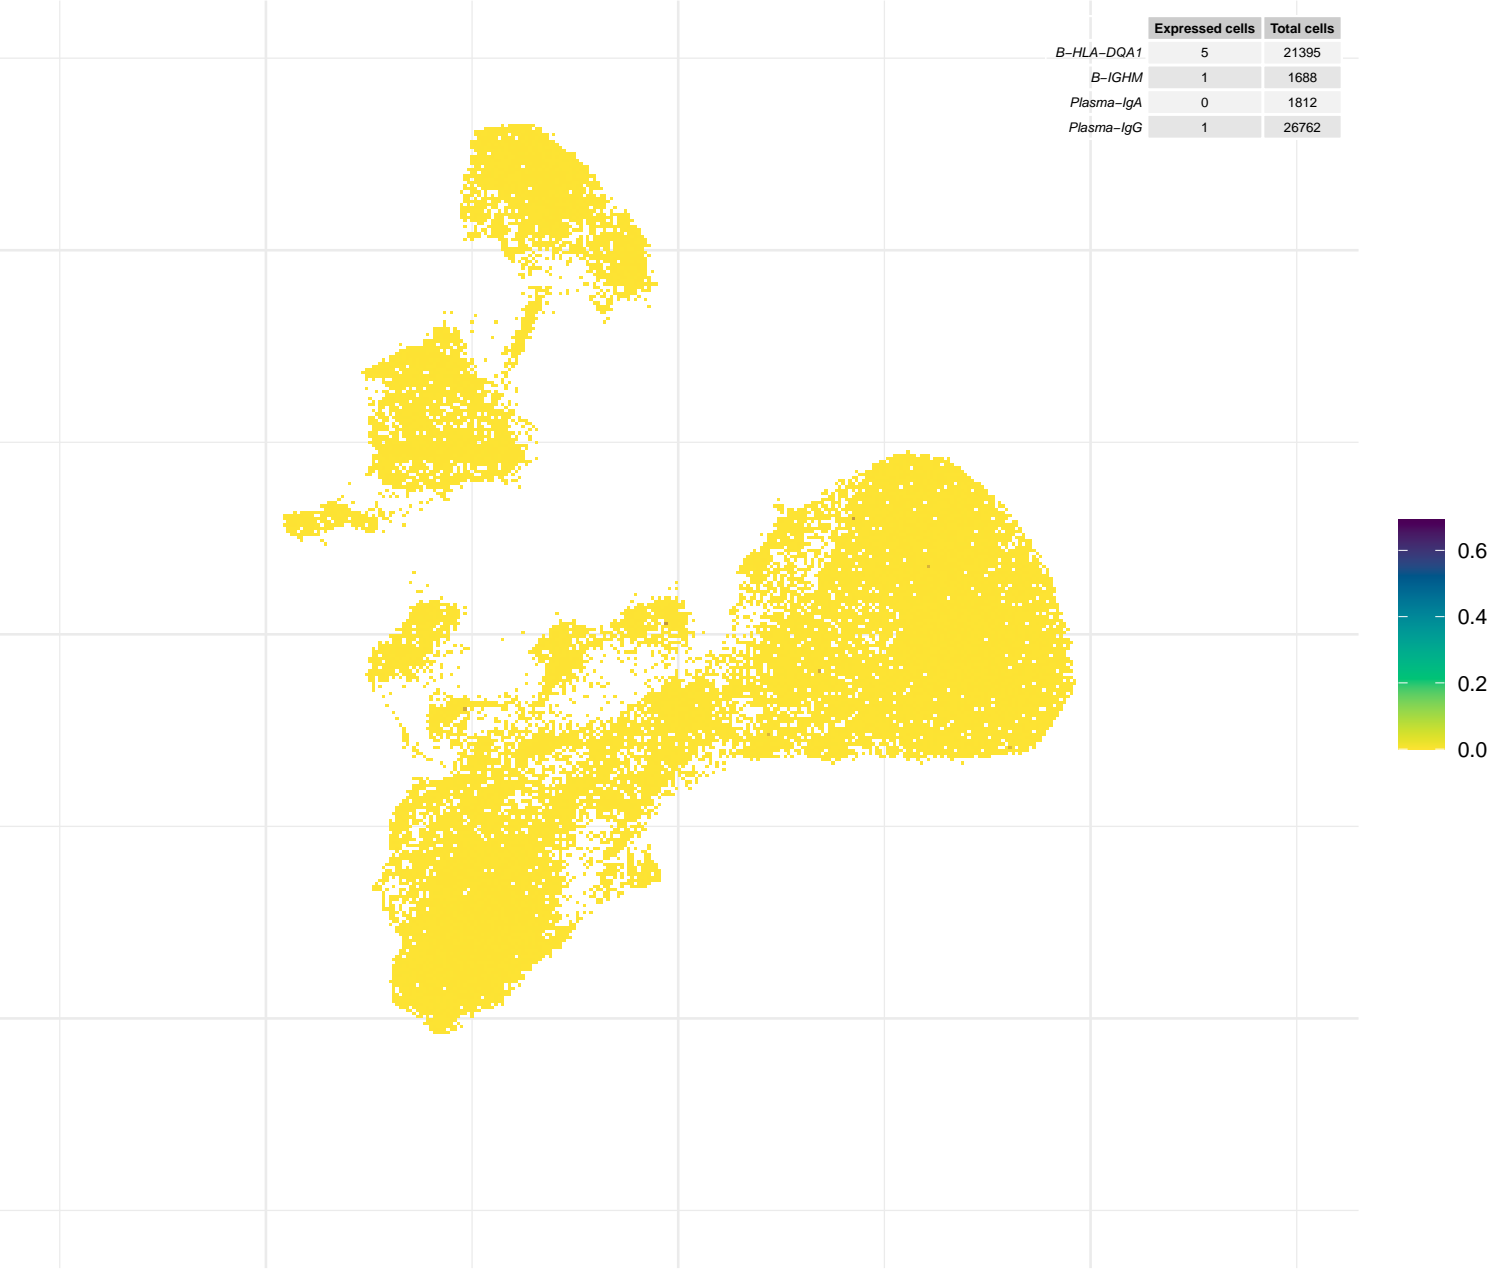 Expressed cells Total cells
B−HLA−DQA1 5 21395
B−IGHM 1 1688
Plasma−IgA 0 1812
Plasma−IgG 1 26762
0.6
0.4
0.2
0.0